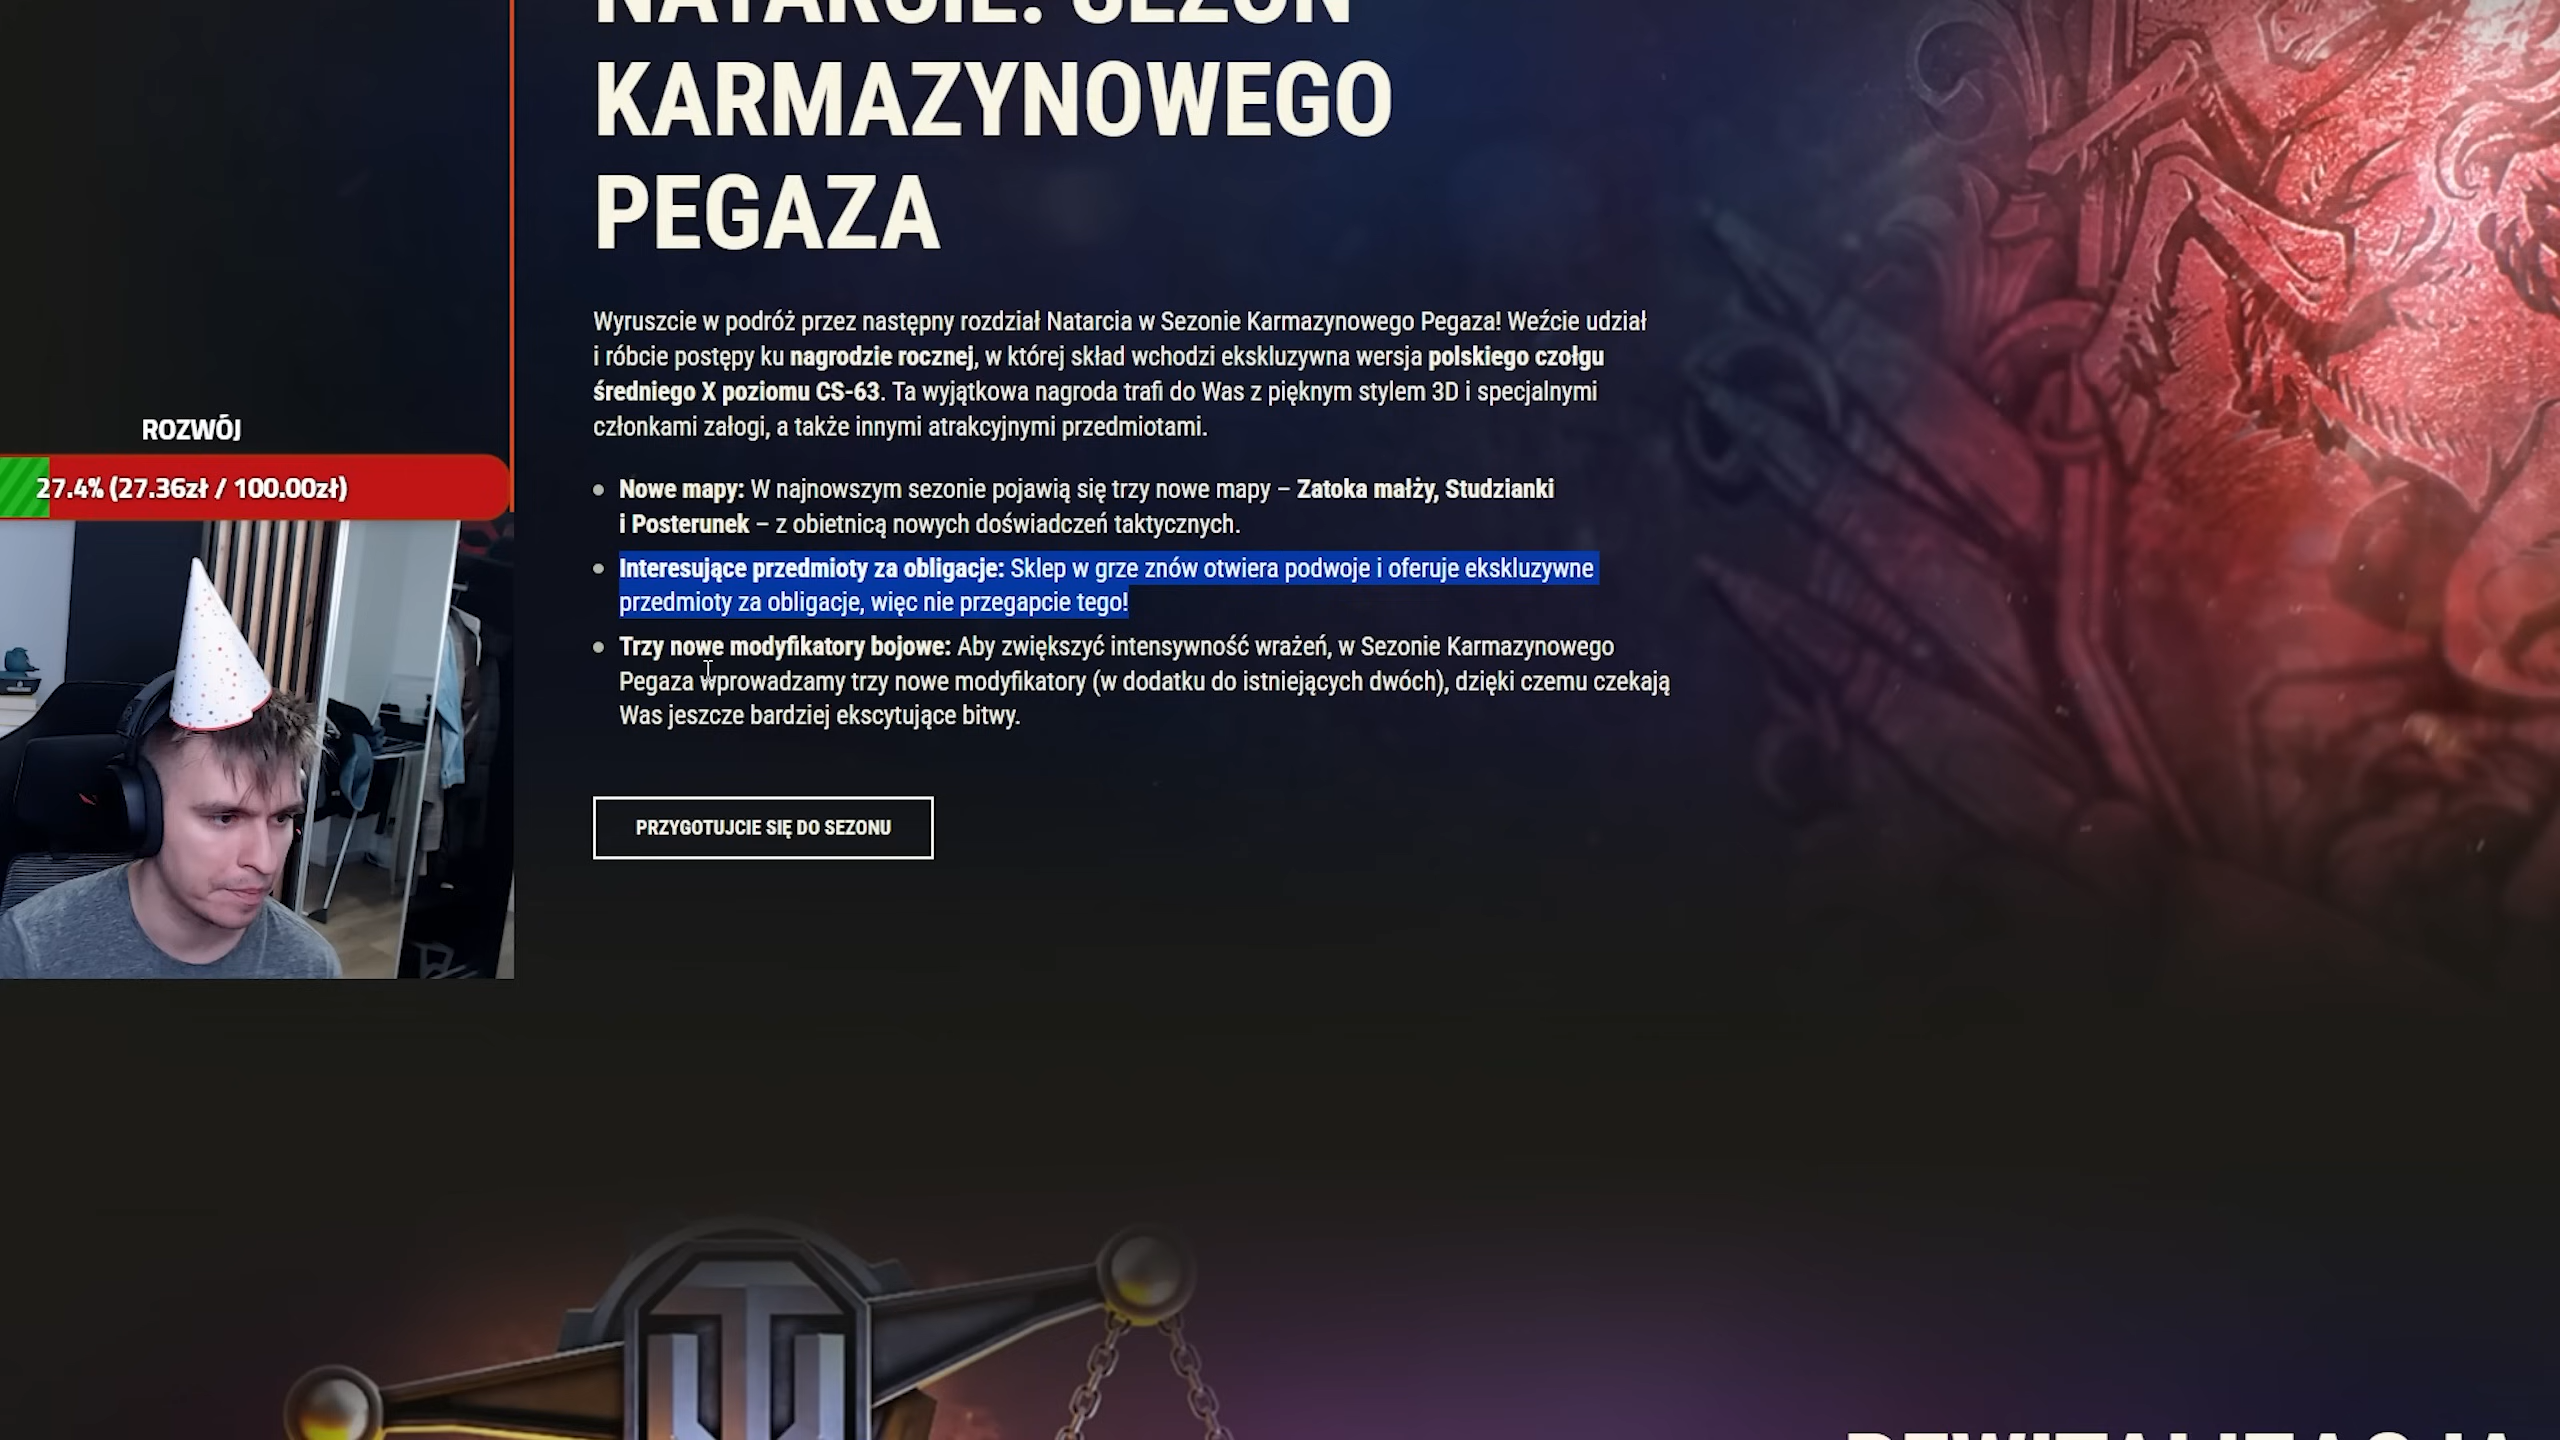 NATARCIE: SEZON
KARMAZYNOWEGO
PEGAZA
Wyruszcie w podróż przez następny rozdział Natarcia w Sezonie Karmazynowego Pegaza! Weźcie udział
i róbcie postępy ku nagrodzie rocznej, w której skład wchodzi ekskluzywna wersja polskiego czołgu
średniego X poziomu CS-63. Ta wyjątkowa nagroda trafi do Was z pięknym stylem 3D i specjalnymi
członkami załogi, a także innymi atrakcyjnymi przedmiotami.
ROZWÓJ
27.4% (27.36zł / 100.00zł)
Nowe mapy: W najnowszym sezonie pojawią się trzy nowe mapy – Zatoka małży, Studzianki
i Posterunek – z obietnicą nowych doświadczeń taktycznych.
Interesujące przedmioty za obligacje: Sklep w grze znów otwiera podwoje i oferuje ekskluzywne
przedmioty za obligacje, więc nie przegapcie tego!
Trzy nowe modyfikatory bojowe: Aby zwiększyć intensywność wrażeń, w Sezonie Karmazynowego
Pegaza wprowadzamy trzy nowe modyfikatory (w dodatku do istniejących dwóch), dzięki czemu czekają
Was jeszcze bardziej ekscytujące bitwy.
PRZYGOTUJCIE SIĘ DO SEZONU
REWITALIZACJA